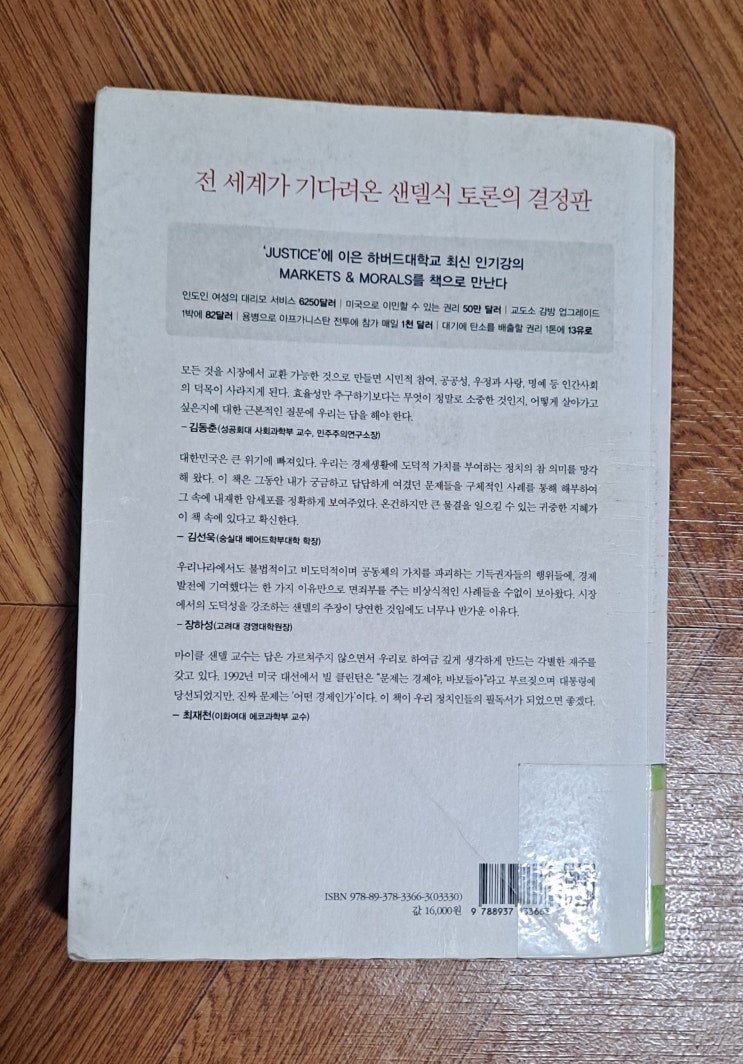 전 세계가 기다려온 샌델식 토론의 결정판
'JUSTICE'에 이은 하버드대학교 최신 인기강의
MARKETS & MORALS를 책으로 만난다
인도인 여성의 대리모 서비스 6250달러 | 미국으로 이민할 수 있는 권리 50만 달러 | 교도소 감방 업그레이드
1박에 82달러 | 용병으로 아프가니스탄 전투에 참가 매일 1천 달러 | 대기에 탄소를 배출할 권리 1톤에 13유로
모든 것을 시장에서 교환 가능한 것으로 만들면 시민적 참여, 공공성, 우정과 사랑, 명예 등 인간사회
의 덕목이 사라지게 된다. 효율성만 추구하기보다는 무엇이 정말로 소중한 것인지, 어떻게 살아가고
싶은지에 대한 근본적인 질문에 우리는 답을 해야 한다.
– 김동춘(성공회대 사회과학부 교수, 민주주의연구소장)
대한민국은 큰 위기에 빠져있다. 우리는 경제생활에 도덕적 가치를 부여하는 정치의 참 의미를 망각
해 왔다. 이 책은 그동안 내가 궁금하고 답답하게 여겼던 문제들을 구체적인 사례를 통해 해부하여
그 속에 내재한 암세포를 정확하게 보여주었다. 온건하지만 큰 물결을 일으킬 수 있는 귀중한 지혜가
이 책 속에 있다고 확신한다.
– 김선욱(숭실대 베어드학부대학 학장)
우리나라에서도 불법적이고 비도덕적이며 공동체의 가치를 파괴하는 기득권자들의 행위들에, 경제
발전에 기여했다는 한 가지 이유만으로 면죄부를 주는 비상식적인 사례들을 수없이 보아왔다. 시장
에서의 도덕성을 강조하는 샌델의 주장이 당연한 것임에도 너무나 반가운 이유다.
– 장하성(고려대 경영대학원장)
마이클 샌델 교수는 답은 가르쳐주지 않으면서 우리로 하여금 깊게 생각하게 만드는 각별한 재주를
갖고 있다. 1992년 미국 대선에서 빌 클린턴은 "문제는 경제야, 바보들아"라고 부르짖으며 대통령에
당선되었지만, 진짜 문제는 '어떤 경제인가'이다. 이 책이 우리 정치인들의 필독서가 되었으면 좋겠다.
– 최재천(이화여대 에코과학부 교수)
ISBN 978-89-378-3366-3(03330)
값 16,000원
9 788937 833663